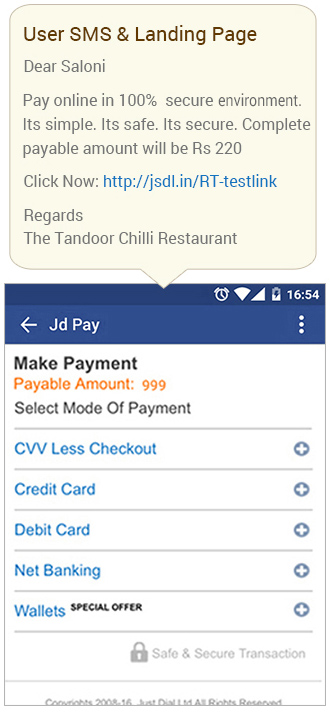 User SMS & Landing Page
Dear Saloni
Pay online in 100% secure environment.
Its simple. Its safe. Its secure. Complete
payable amount will be Rs 220
Click Now: http://jsdl.in/RT-testlink
Regards
The Tandoor Chilli Restaurant
16:54
Jd Pay
Make Payment
Payable Amount: 999
Select Mode Of Payment
CVV Less Checkout
Credit Card
Debit Card
Net Banking
Wallets SPECIAL OFFER
Safe & Secure Transaction
Copyrights 2008-16. Just Dial Ltd All Rights Reserved